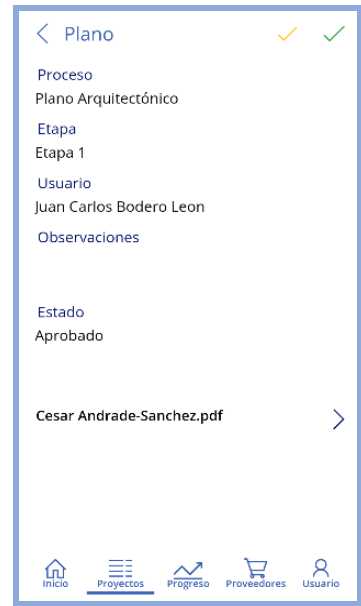 Plano
Proceso
Plano Arquitectónico
Etapa
Etapa 1
Usuario
Juan Carlos Bodero Leon
Observaciones
Estado
Aprobado
Cesar Andrade-Sanchez.pdf
Inicio Proyectos Progreso Proveedores Usuario